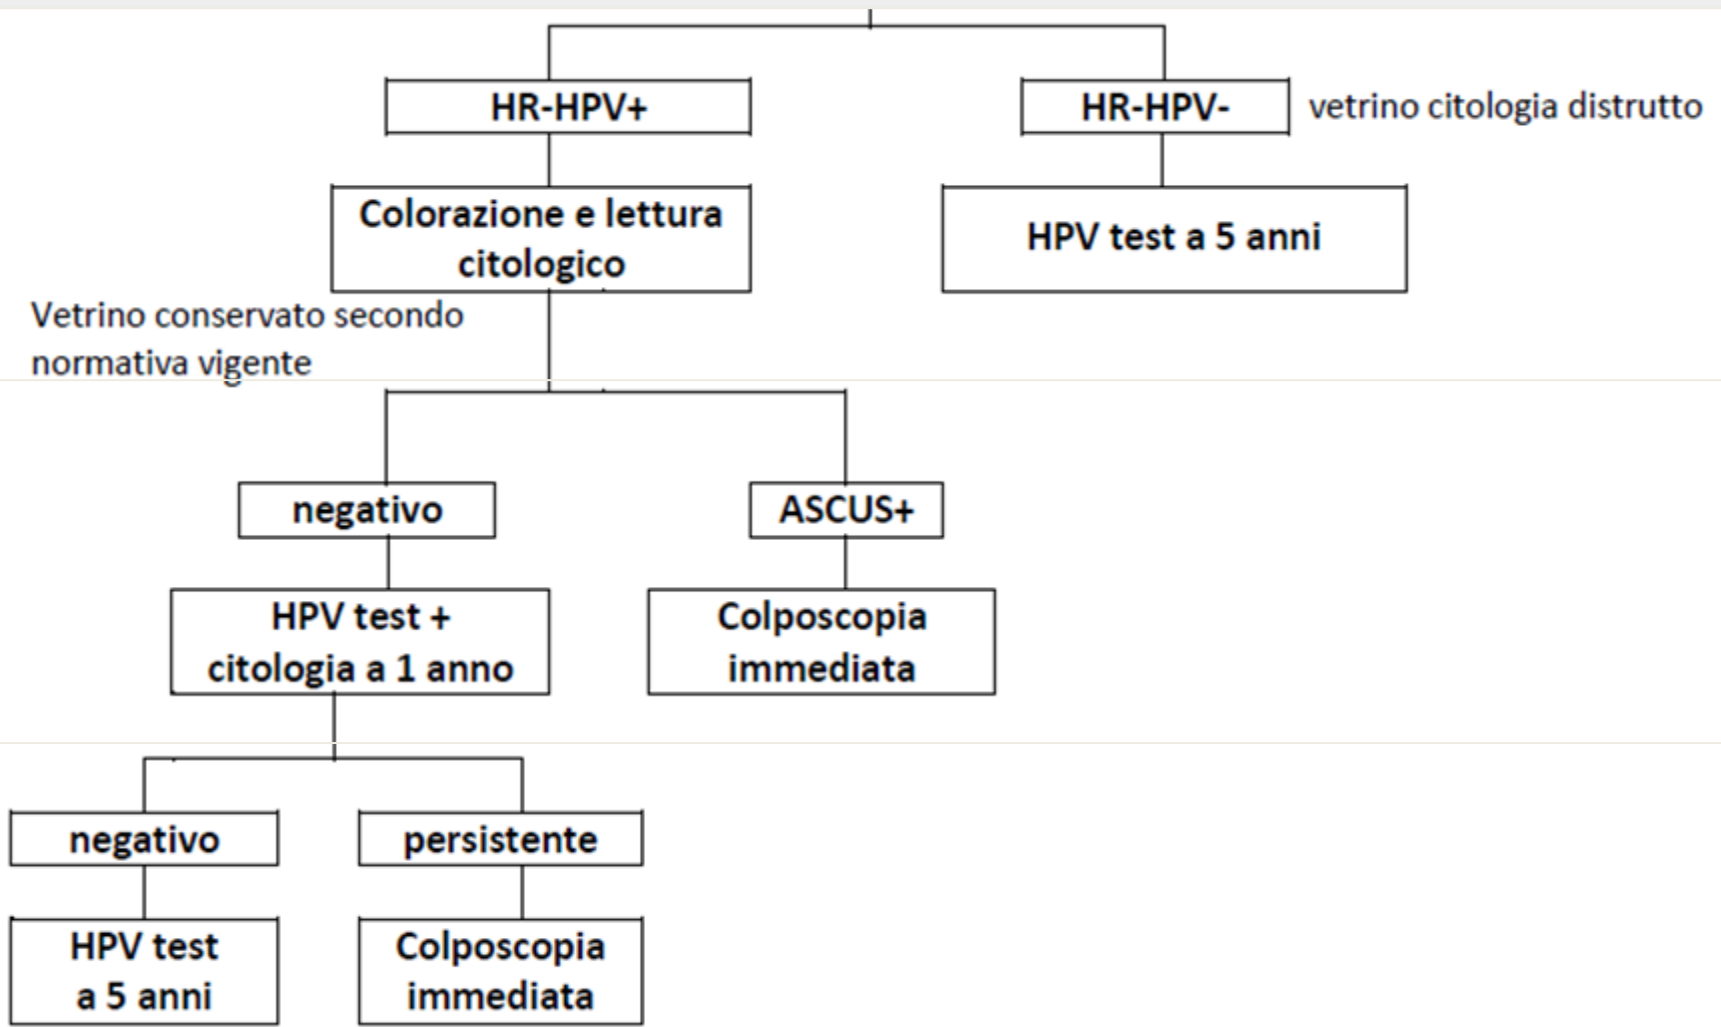 HR-HPV+
HR-HPV-
vetrino citologia distrutto
Colorazione e lettura
citologico
HPV test a 5 anni
Vetrino conservato secondo
normativa vigente
negativo
ASCUS+
HPV test +
citologia a 1 anno
Colposcopia
immediata
negativo
persistente
HPV test
a 5 anni
Colposcopia
immediata